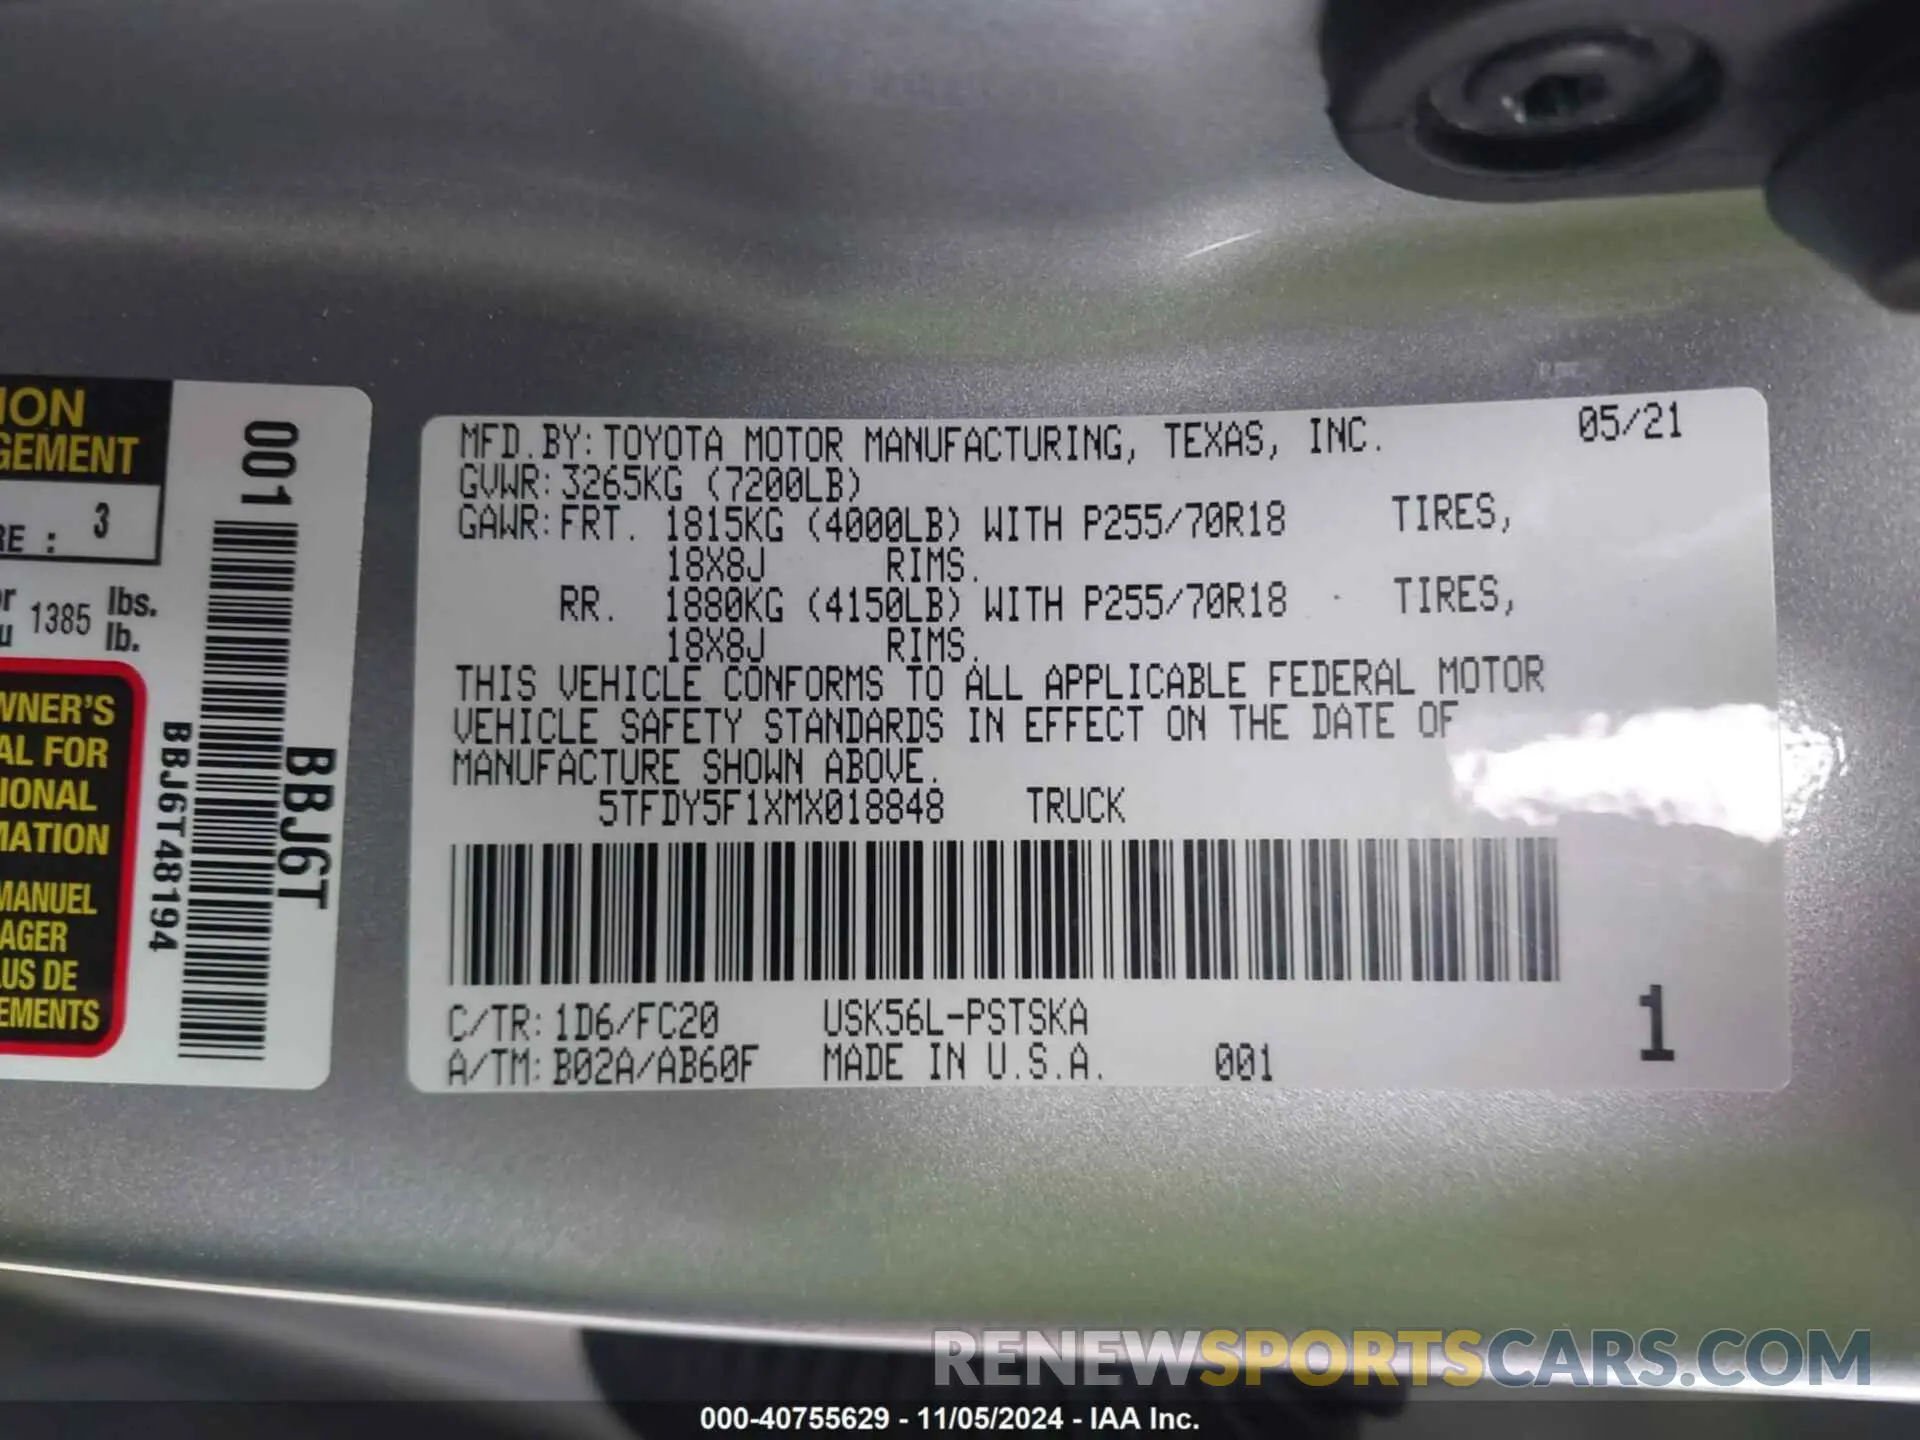 ION
GEMENT
RE : 3
or 1385 lbs.
lb.
WNER'S
AL FOR
IONAL
MATION
MANUEL
AGER
LUS DE
EMENTS
001
BBJ6T
BBJ6T48194
MFD.BY:TOYOTA MOTOR MANUFACTURING, TEXAS, INC. 05/21
GVWR:3265KG (7200LB)
GAWR:FRT. 1815KG (4000LB) WITH P255/70R18 TIRES,
18X8J RIMS.
RR. 1880KG (4150LB) WITH P255/70R18 TIRES,
18X8J RIMS.
THIS VEHICLE CONFORMS TO ALL APPLICABLE FEDERAL MOTOR
VEHICLE SAFETY STANDARDS IN EFFECT ON THE DATE OF
MANUFACTURE SHOWN ABOVE.
5TFDY5F1XMX018848 TRUCK
C/TR:1D6/FC20 USK56L-PSTSKA
A/TM:B02A/AB60F MADE IN U.S.A. 001
1
RENEWSPORTSCARS.COM
000-40755629 - 11/05/2024 - IAA Inc.